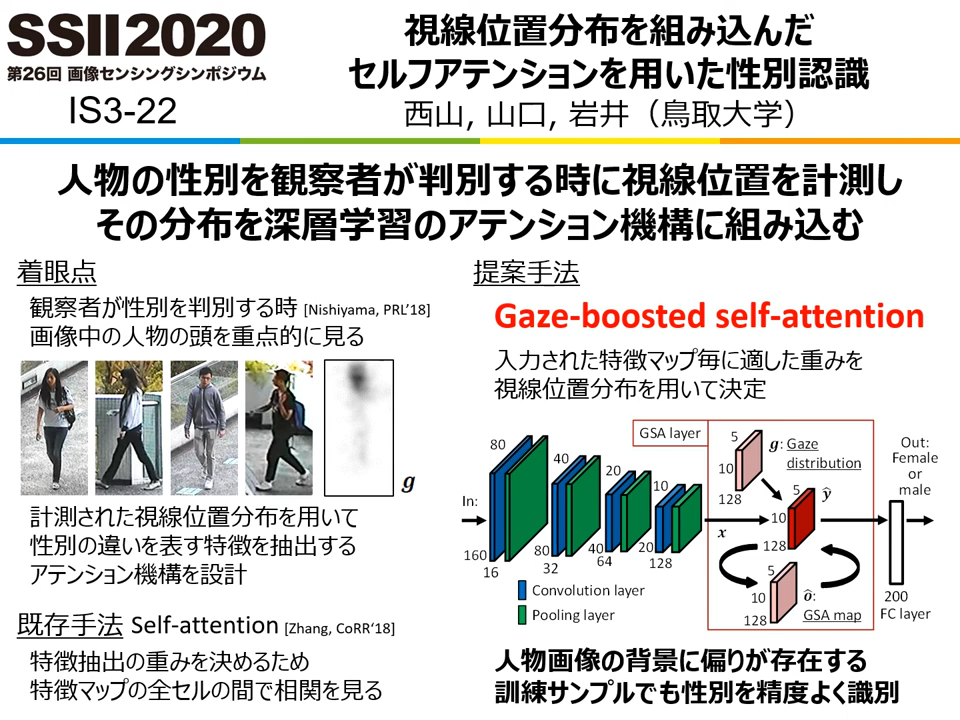 SSII2020
第26回 画像センシングシンポジウム
IS3-22
視線位置分布を組み込んだ
セルフアテンションを用いた性別認識
西山, 山口, 岩井（鳥取大学）
人物の性別を観察者が判別する時に視線位置を計測し
その分布を深層学習のアテンション機構に組み込む
着眼点
観察者が性別を判別する時 [Nishiyama, PRL’18]
画像中の人物の頭を重点的に見る
g
計測された視線位置分布を用いて
性別の違いを表す特徴を抽出する
アテンション機構を設計
既存手法 Self-attention [Zhang, CoRR‘18]
特徴抽出の重みを決めるため
特徴マップの全セルの間で相関を見る
提案手法
Gaze-boosted self-attention
入力された特徴マップ毎に適した重みを
視線位置分布を用いて決定
GSA layer
In:
80
160
16
40
80
32
20
40
64
10
20
128
x
5
10
128
g: Gaze
distribution
5
10
128
ŷ
5
10
128
ô:
GSA map
Out:
Female
or
male
200
FC layer
Convolution layer
Pooling layer
人物画像の背景に偏りが存在する
訓練サンプルでも性別を精度よく識別